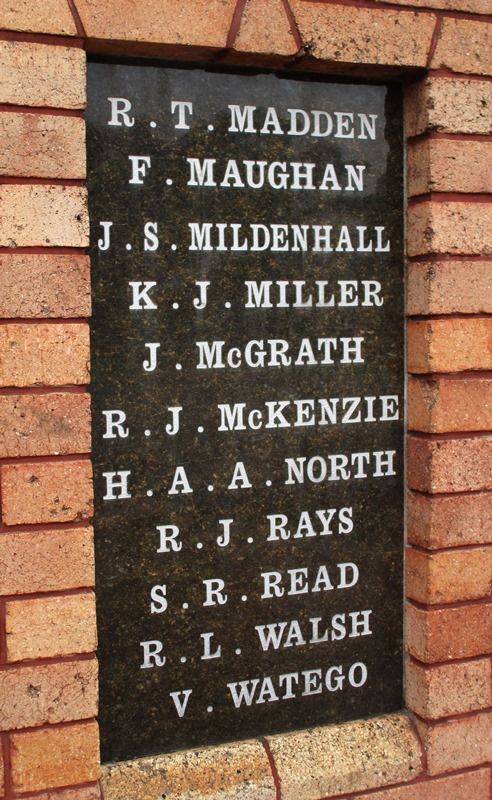 R . T . MADDEN
F . MAUGHAN
J . S . MILDENHALL
K . J . MILLER
J . McGRATH
R . J . McKENZIE
H . A . A . NORTH
R . J . RAYS
S . R . READ
R . L . WALSH
V . WATEGO